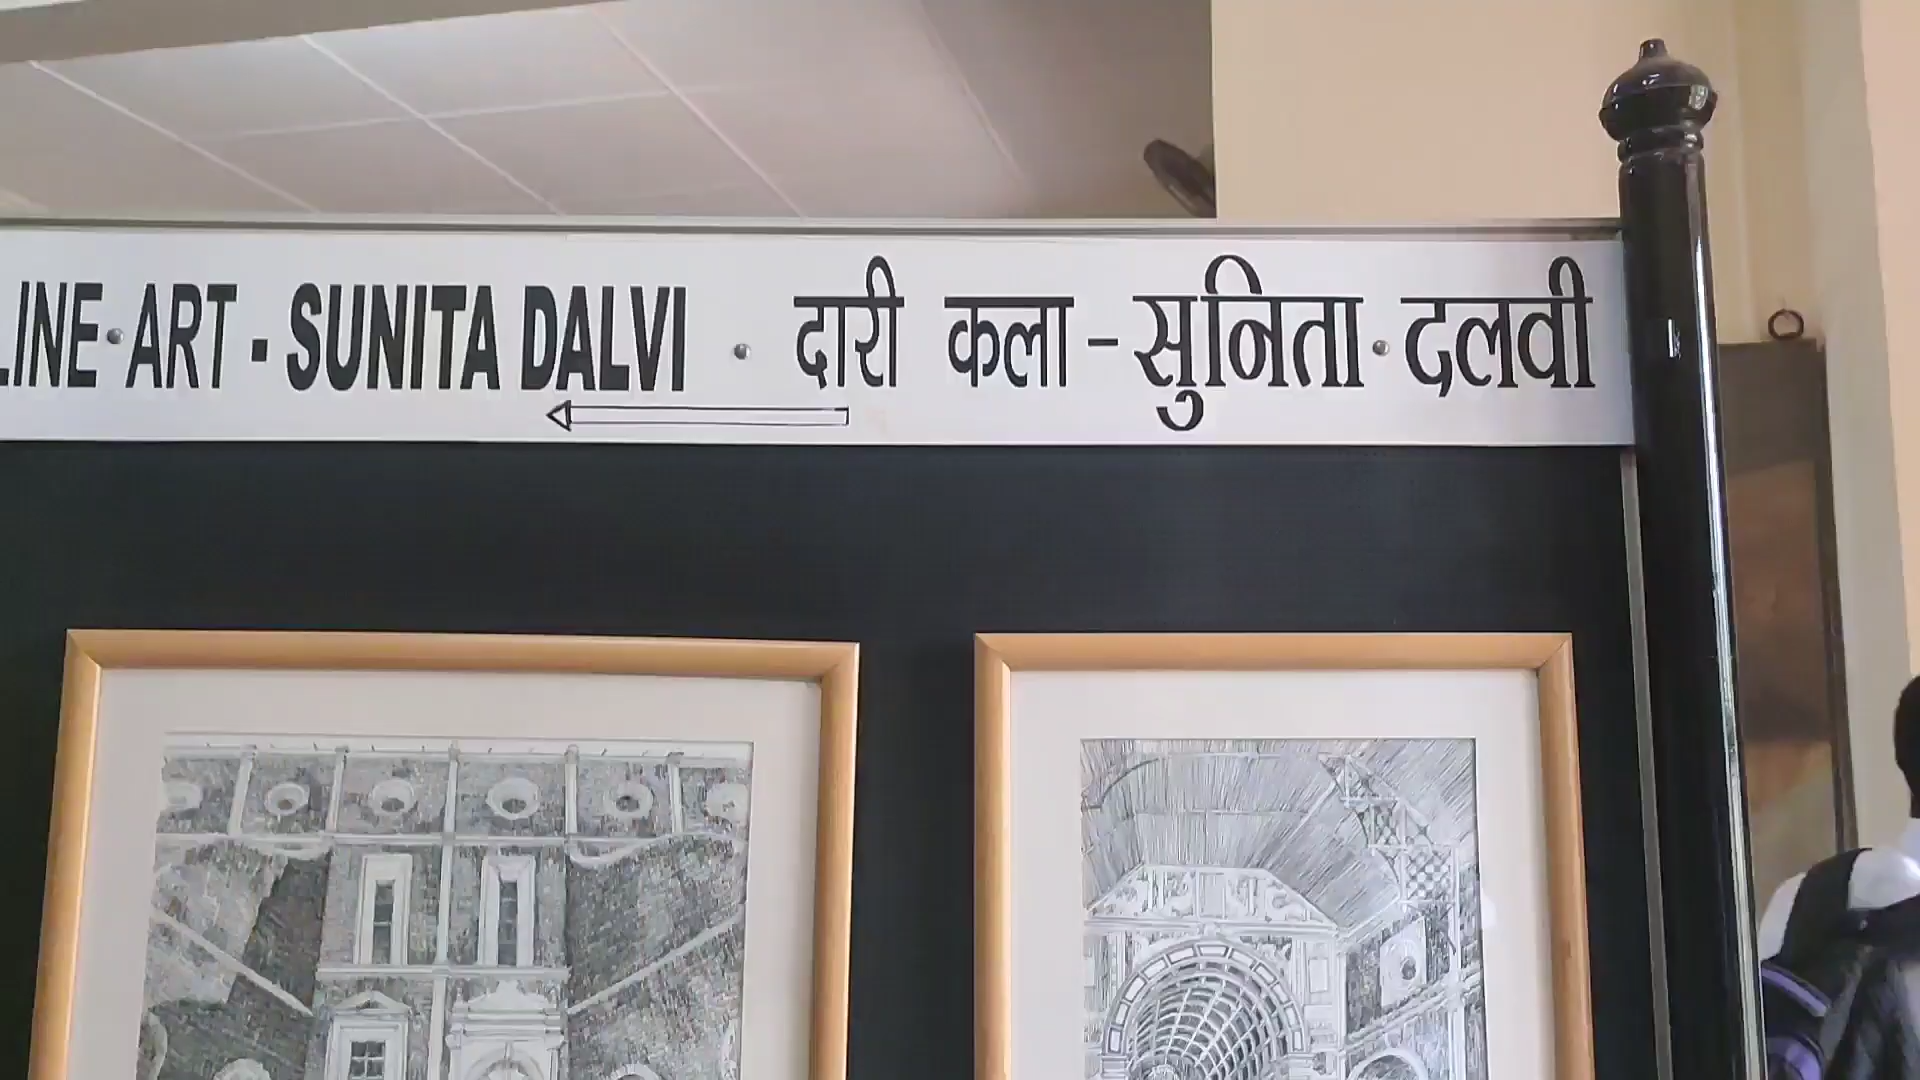 LINE ART - SUNITA DALVI दारी कला - सुनिता दलवी